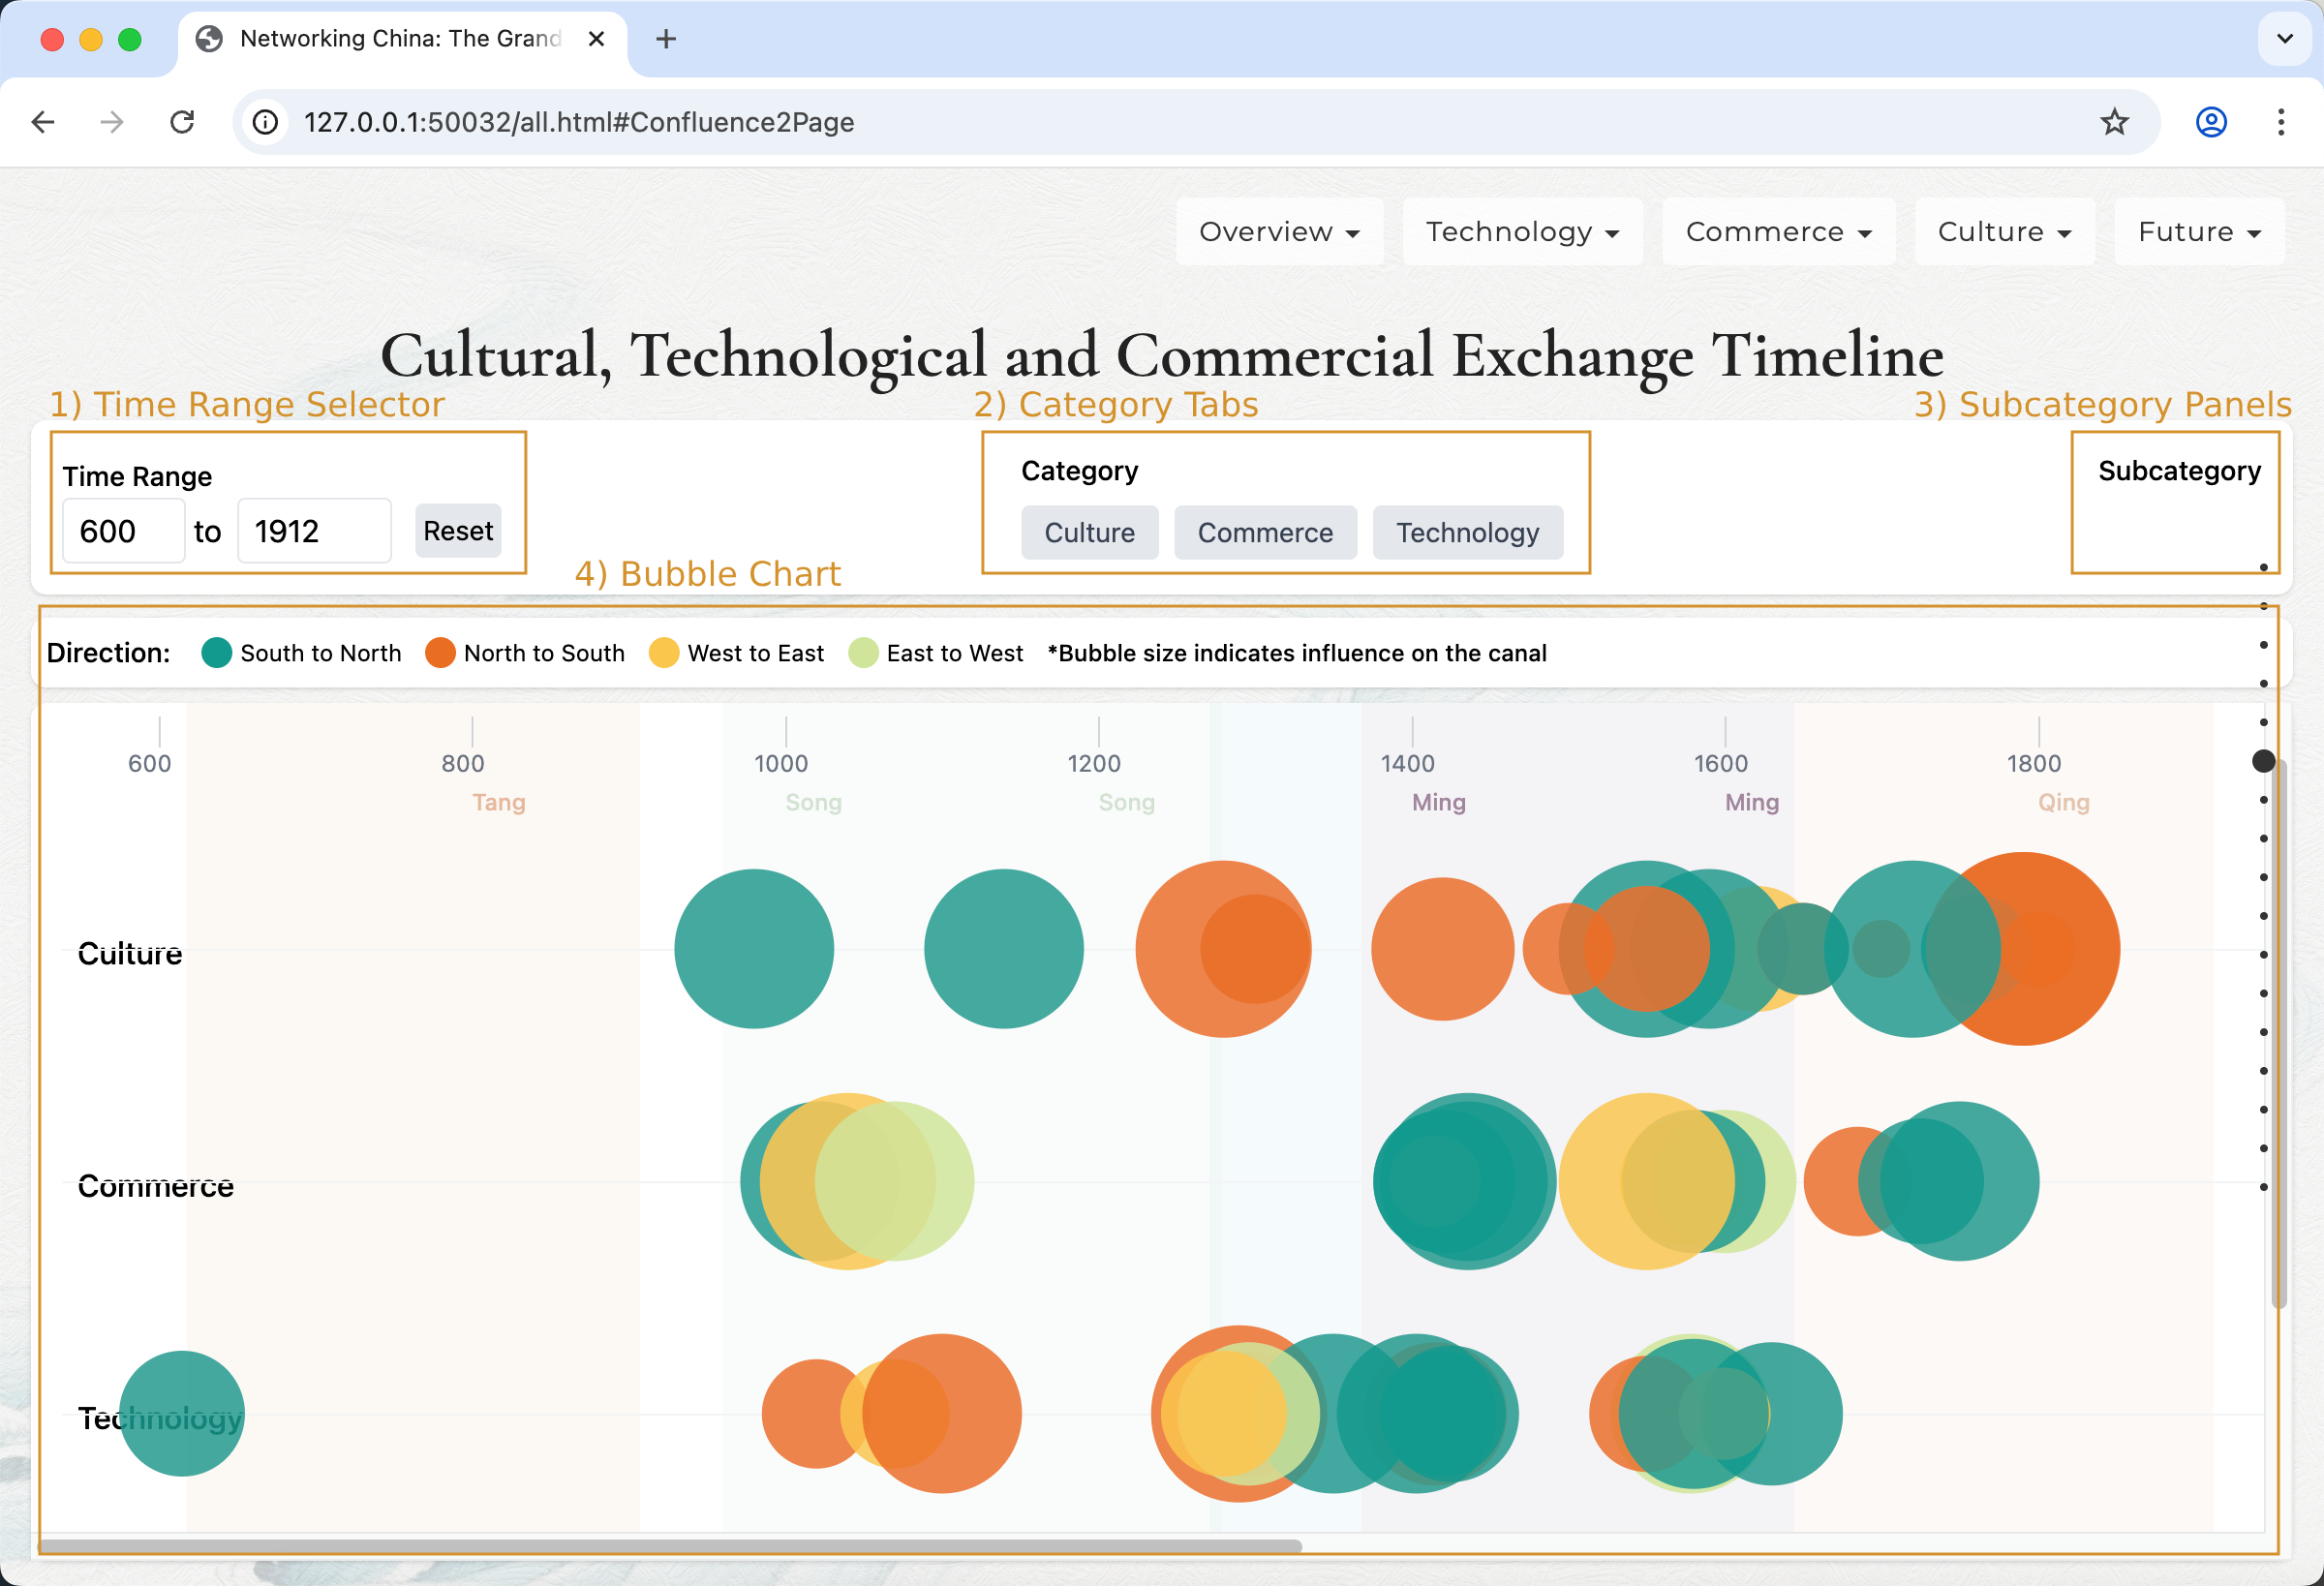 Networking China: The Grand
127.0.0.1:50032/all.html#Confluence2Page
Overview Technology Commerce Culture Future
Cultural, Technological and Commercial Exchange Timeline
1) Time Range Selector 2) Category Tabs 3) Subcategory Panels
Time Range Category Subcategory
600 to 1912 Reset Culture Commerce Technology
4) Bubble Chart
Direction: South to North North to South West to East East to West *Bubble size indicates influence on the canal
600 800 1000 1200 1400 1600 1800
Tang Song Song Ming Ming Qing
Culture
Commerce
Technology